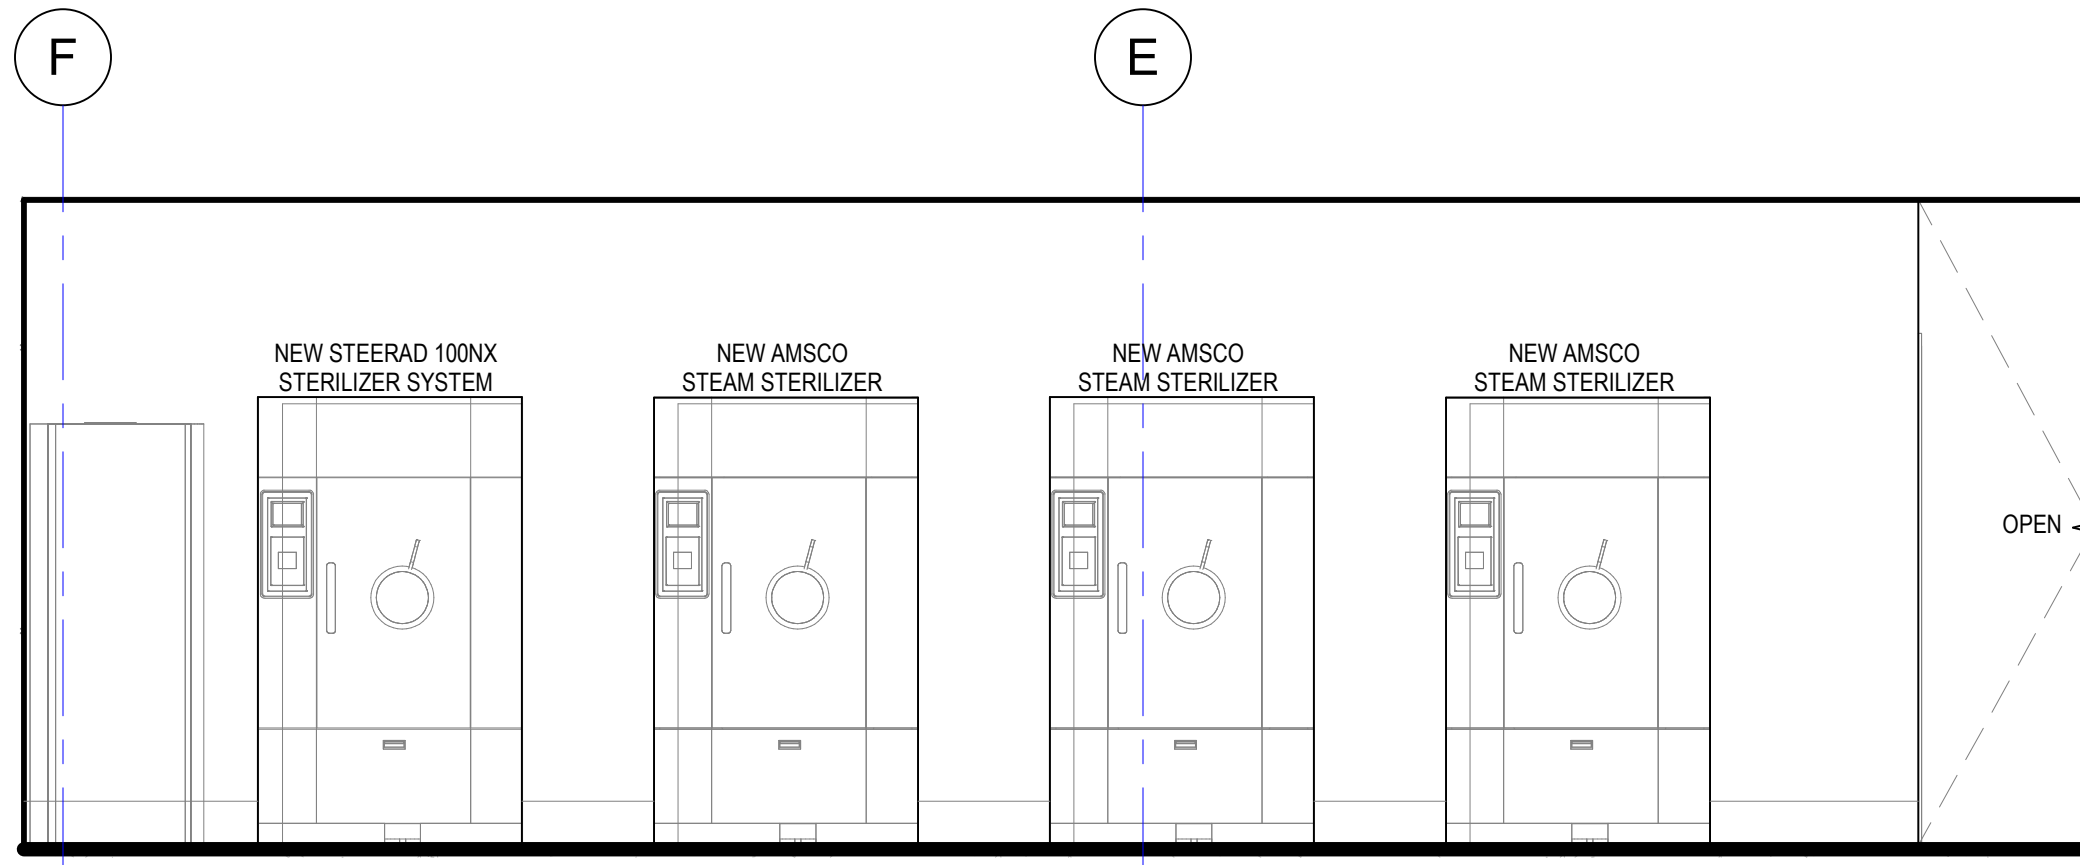 F
E
NEW STEERAD 100NX
STERILIZER SYSTEM
NEW AMSCO
STEAM STERILIZER
NEW AMSCO
STEAM STERILIZER
NEW AMSCO
STEAM STERILIZER
OPEN